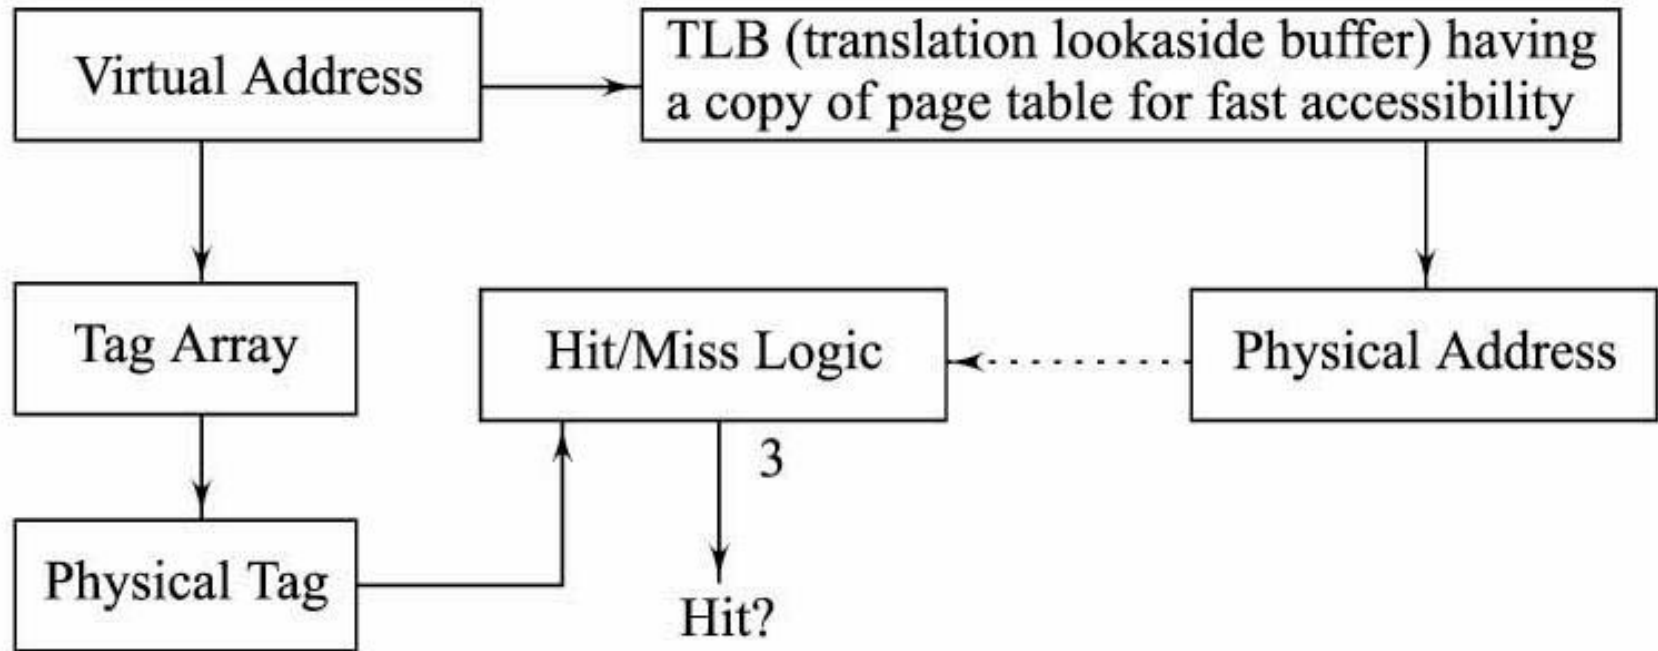 Virtual Address
TLB (translation lookaside buffer) having
a copy of page table for fast accessibility
Tag Array
Hit/Miss Logic
Physical Address
3
Physical Tag
Hit?